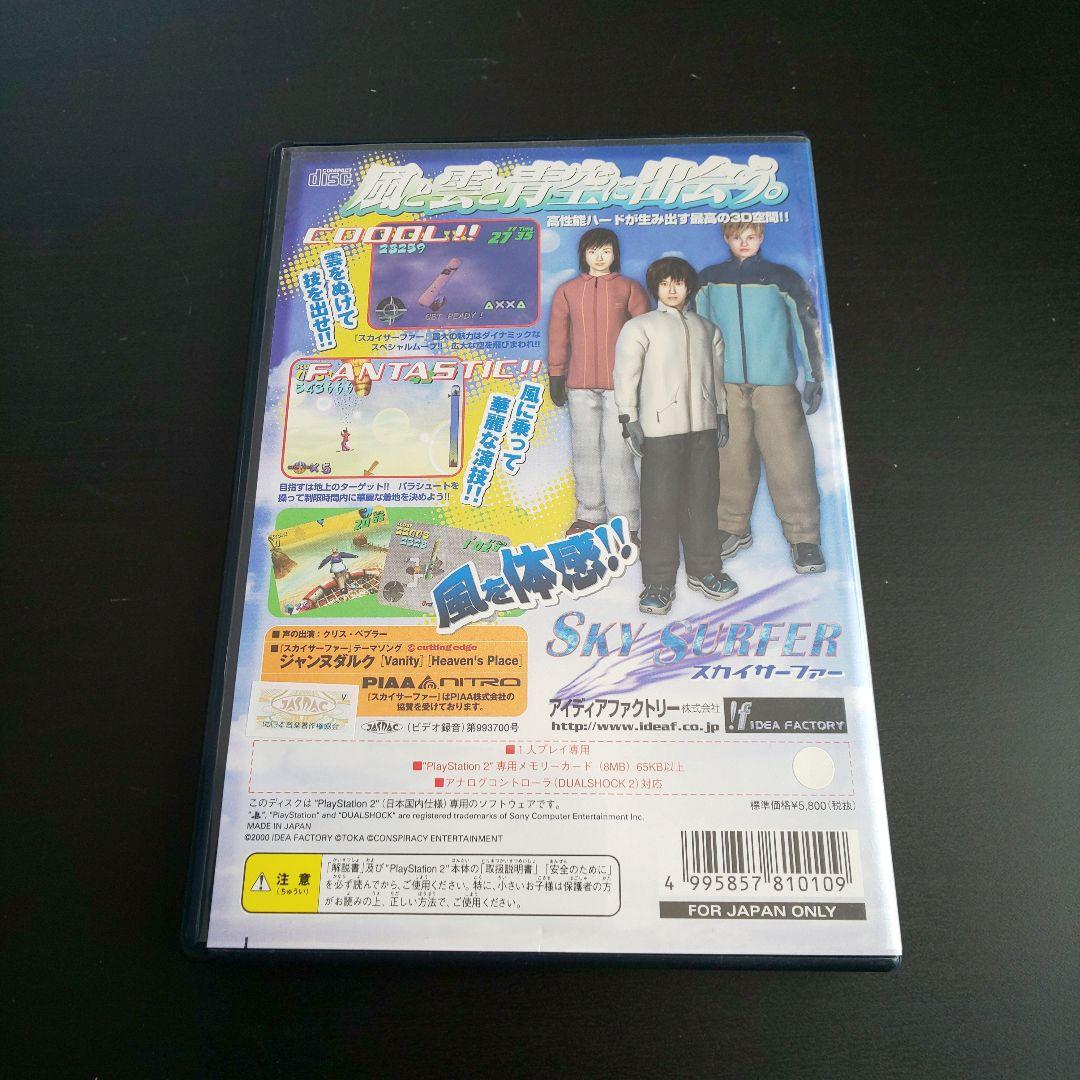 COMPACT
disc
風と雲と青空に出会う。
高性能ハードが生み出す最高の3D空間!!
COOOL!!
23259
27 35
GET READY!
雲をぬけて
技を出せ!!
「スカイサーファー」最大の魅力はダイナミックな
スペシャルムーブ!! 広大な空を飛びまわれ!!
FANTASTIC!!
343666
×5
風に乗って
華麗な演技!!
目指すは地上のターゲット!! パラシュートを
操って制限時間内に華麗な着地を決めよう!!
風を体感!!
SKY SURFER
スカイサーファー
■声の出演：クリス・ペプラー
■「スカイサーファー」テーマソング cutting edge
ジャンヌダルク [Vanity] [Heaven's Place]
PIAA NITRO
「スカイサーファー」はPIAA株式会社の
協賛を受けております。
JASRAC
JASRAC (ビデオ録音) 第993700号
アイディアファクトリー株式会社
http://www.ideaf.co.jp
if IDEA FACTORY
■1人プレイ専用
■"PlayStation 2"専用メモリーカード (8MB) 65KB以上
■アナログコントローラ (DUALSHOCK 2) 対応
このディスクは "PlayStation 2" (日本国内仕様) 専用のソフトウェアです。
標準価格¥5,800(税抜)
", "PlayStation" and "DUALSHOCK" are registered trademarks of Sony Computer Entertainment Inc.
MADE IN JAPAN
©2000 IDEA FACTORY ©TOKA ©CONSPIRACY ENTERTAINMENT
注意
(ちゅうい)
「解説書」及び"PlayStation 2"本体の「取扱説明書」「安全のために」
を必ず読んでから、ご使用ください。特に、小さいお子様は保護者の方
がお読みの上、正しい方法で、ご使用ください。
4 995857 810109
FOR JAPAN ONLY